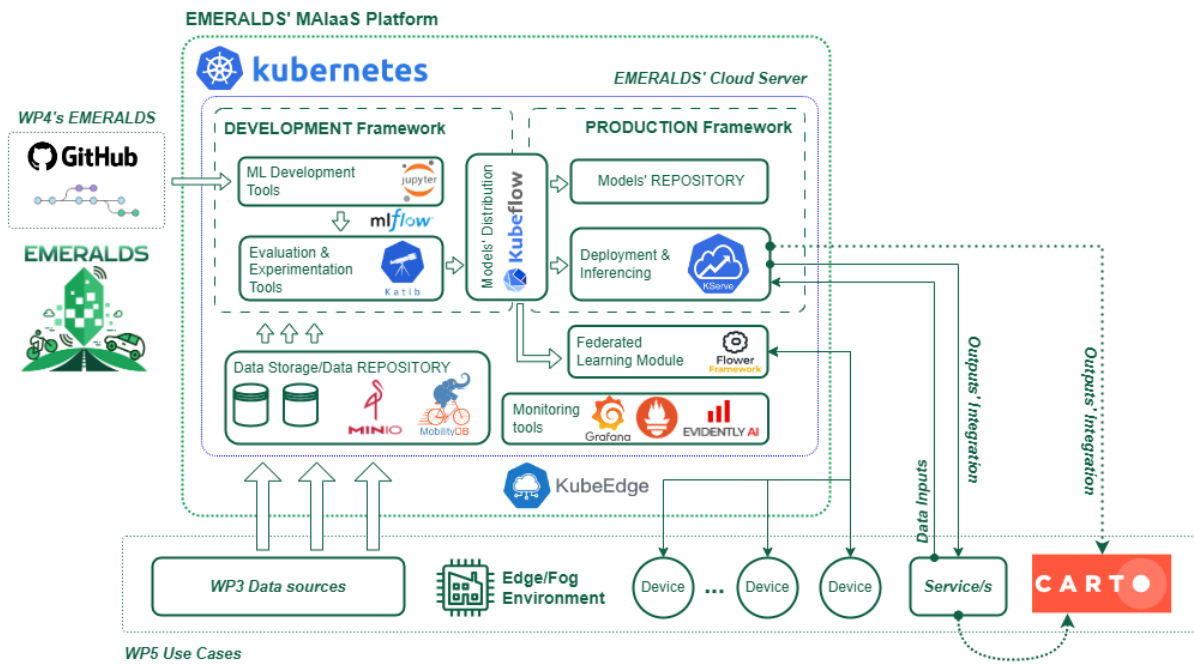 EMERALDS' MAIaaS Platform
kubernetes
EMERALDS' Cloud Server
WP4's EMERALDS
GitHub
EMERALDS
DEVELOPMENT Framework
PRODUCTION Framework
ML Development
Tools
jupyter
mlflow
Evaluation &
Experimentation
Tools
Katib
Models' Distribution
Kubeflow
Models' REPOSITORY
Deployment &
Inferencing
KServe
Federated
Learning Module
Flower
Framework
Data Storage/Data REPOSITORY
MINIO
MobilityDB
Monitoring
tools
Grafana
EVIDENTLY AI
KubeEdge
Data Inputs
Outputs' Integration
Outputs' Integration
WP3 Data sources
Edge/Fog
Environment
Device
...
Device
Device
Service/s
CARTO
WP5 Use Cases